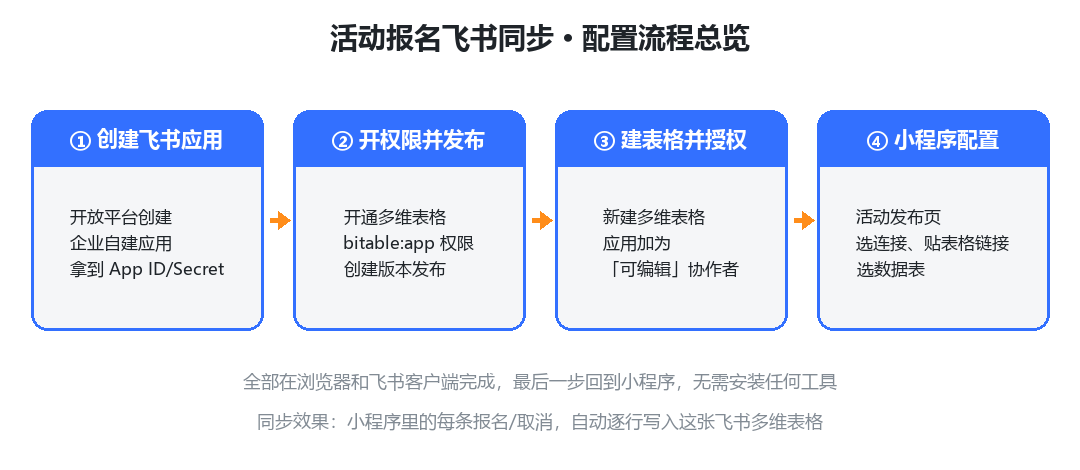 活动报名飞书同步·配置流程总览
① 创建飞书应用
开放平台创建
企业自建应用
拿到 App ID/Secret
② 开权限并发布
开通多维表格
bitable:app 权限
创建版本发布
③ 建表格并授权
新建多维表格
应用加为
「可编辑」协作者
④ 小程序配置
活动发布页
选连接、贴表格链接
选数据表
全部在浏览器和飞书客户端完成，最后一步回到小程序，无需安装任何工具
同步效果：小程序里的每条报名/取消，自动逐行写入这张飞书多维表格